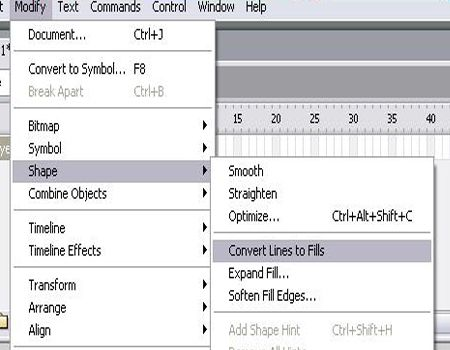 Modify Text Commands Control Window Help
Document... Ctrl+J
Convert to Symbol... F8
Break Apart Ctrl+B
15 20 25 30 35 40
Bitmap
Symbol
Shape
Combine Objects
Timeline
Timeline Effects
Transform
Arrange
Align
Smooth
Straighten
Optimize... Ctrl+Alt+Shift+C
Convert Lines to Fills
Expand Fill...
Soften Fill Edges...
Add Shape Hint Ctrl+Shift+H